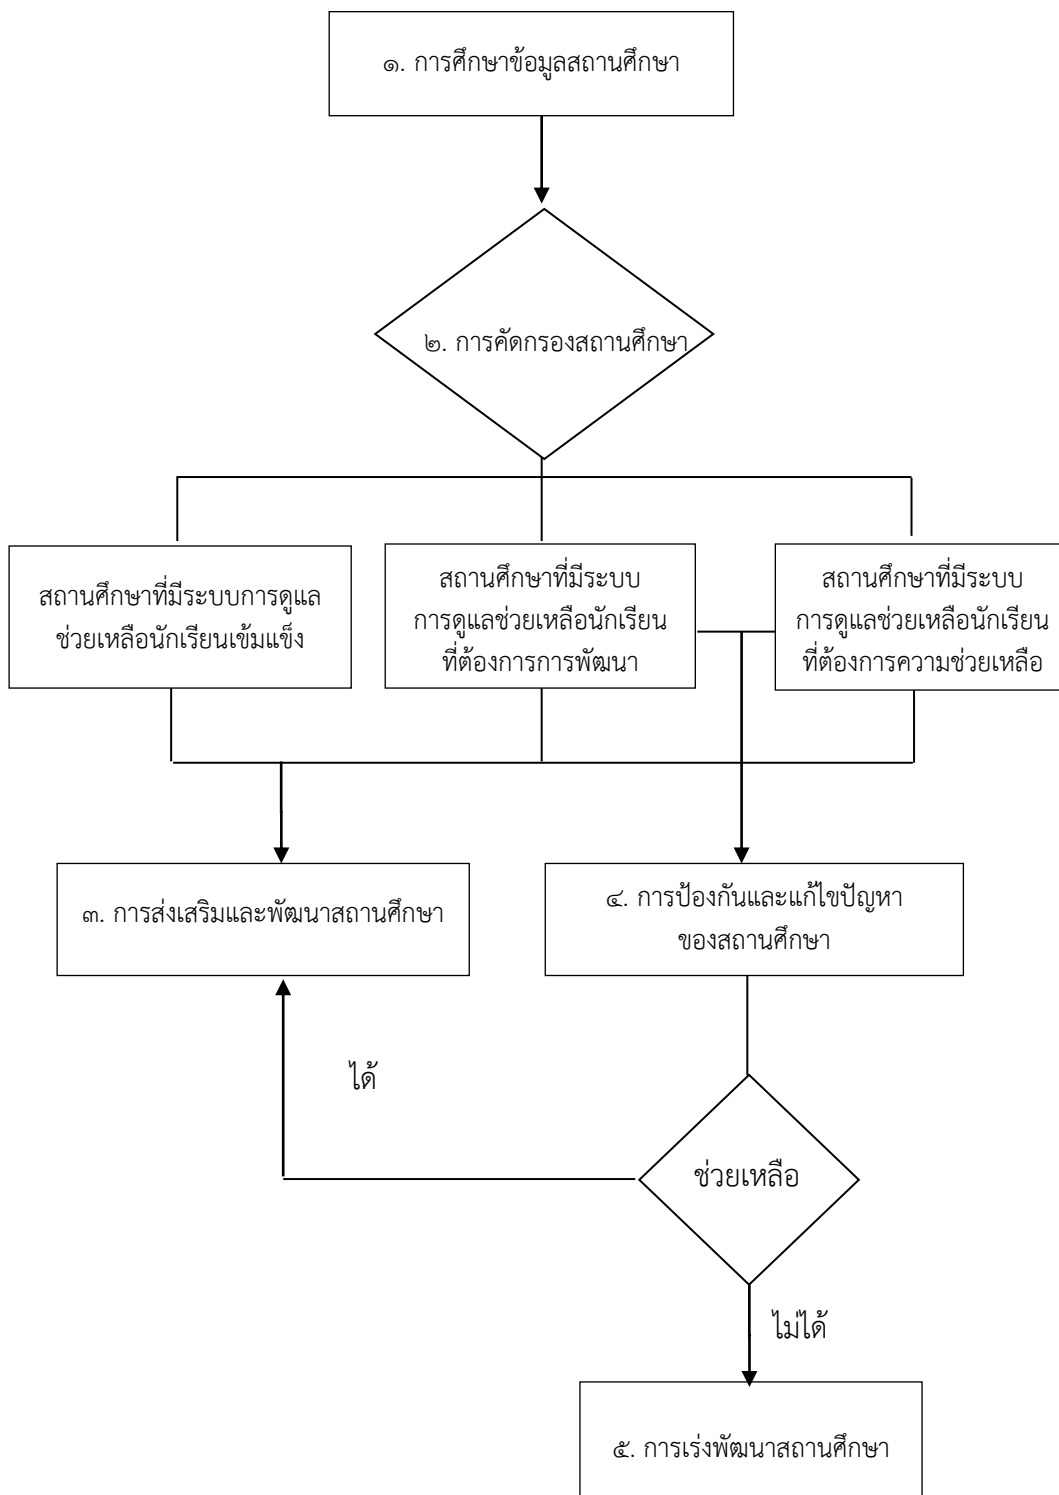 ๑. การศึกษาข้อมูลสถานศึกษา
๒. การคัดกรองสถานศึกษา
สถานศึกษาที่มีระบบการดูแล
ช่วยเหลือนักเรียนเข้มแข็ง
สถานศึกษาที่มีระบบ
การดูแลช่วยเหลือนักเรียน
ที่ต้องการการพัฒนา
สถานศึกษาที่มีระบบ
การดูแลช่วยเหลือนักเรียน
ที่ต้องการความช่วยเหลือ
๓. การส่งเสริมและพัฒนาสถานศึกษา
๔. การป้องกันและแก้ไขปัญหา
ของสถานศึกษา
ได้
ช่วยเหลือ
ไม่ได้
๕. การเร่งพัฒนาสถานศึกษา